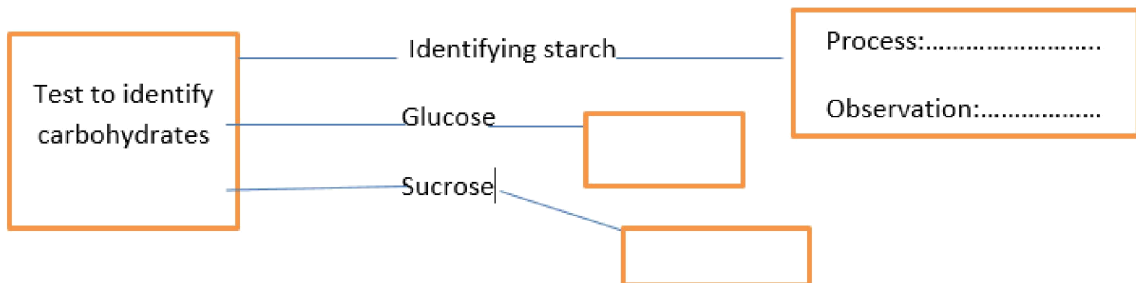 Test to identify
carbohydrates
Identifying starch
Glucose
Sucrose
Process:............................
Observation:...................